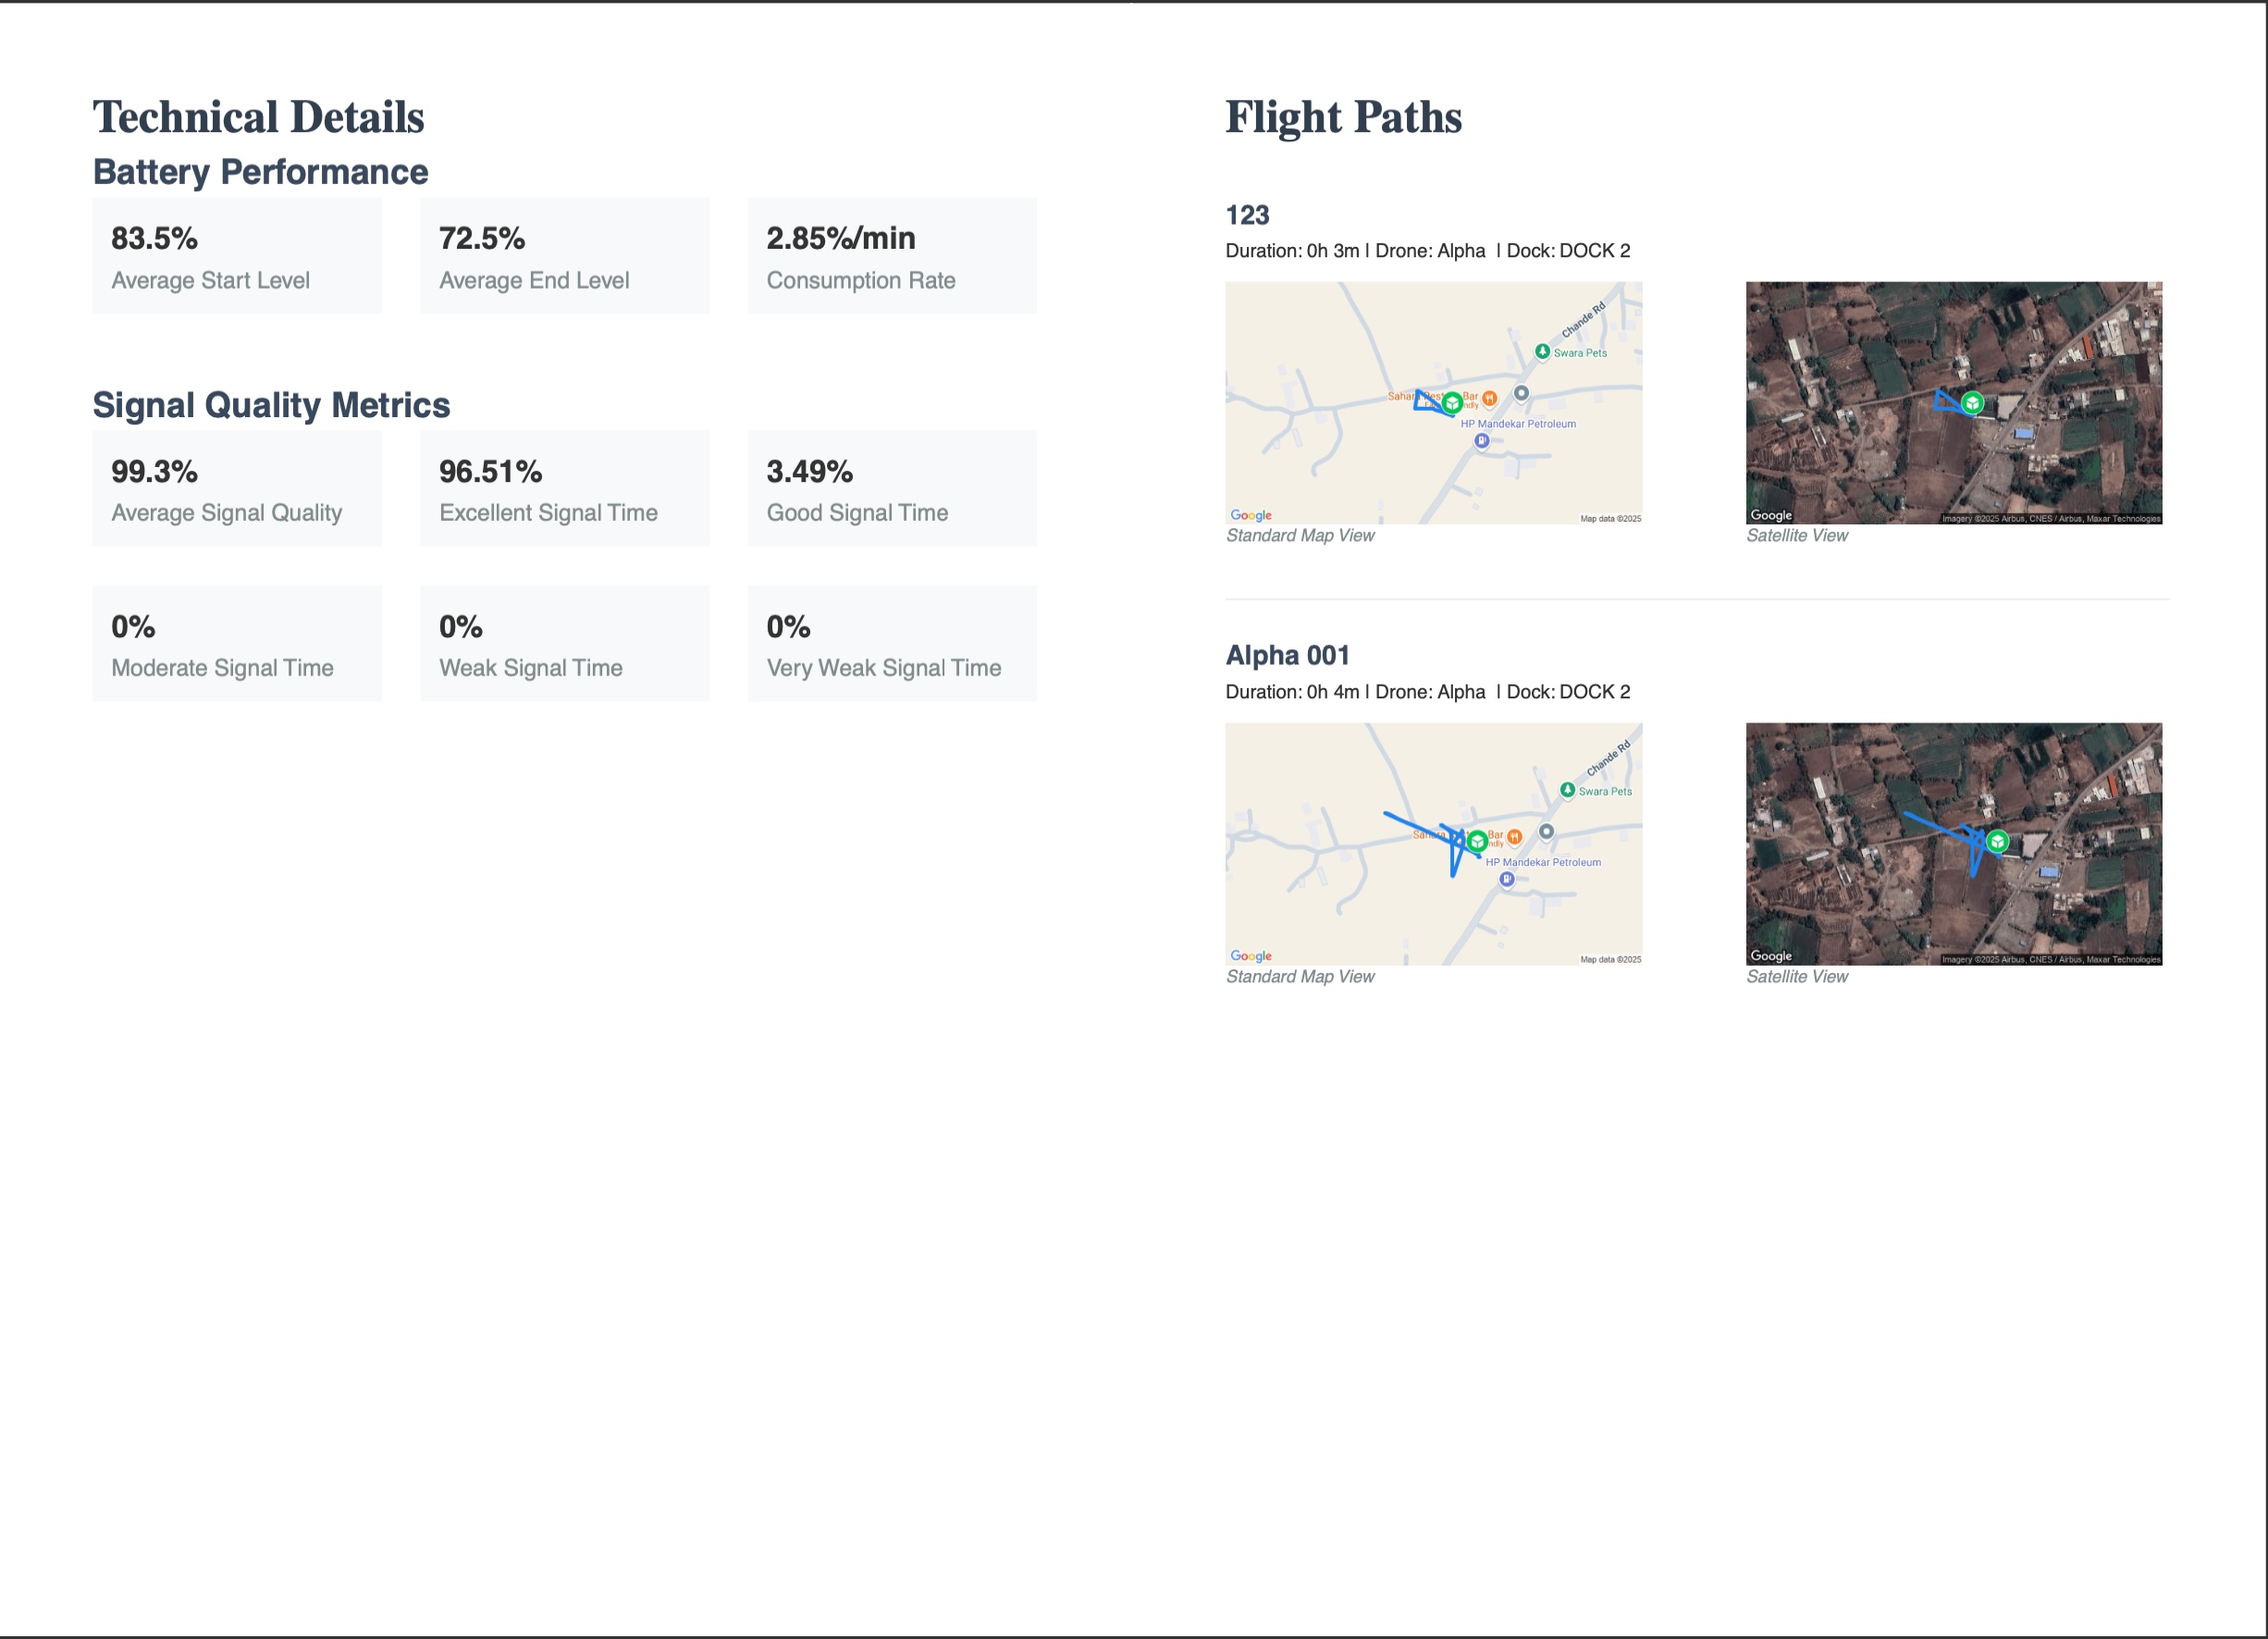 Technical Details
Battery Performance
83.5%
Average Start Level
72.5%
Average End Level
2.85%/min
Consumption Rate
Signal Quality Metrics
99.3%
Average Signal Quality
96.51%
Excellent Signal Time
3.49%
Good Signal Time
0%
Moderate Signal Time
0%
Weak Signal Time
0%
Very Weak Signal Time
Flight Paths
123
Duration: 0h 3m | Drone: Alpha | Dock: DOCK 2
Chande Rd
Swara Pets
Bar
HP Mandekar Petroleum
Google
Map data ©2025
Standard Map View
Google
Imagery ©2025 Airbus, CNES / Airbus, Maxar Technologies
Satellite View
Alpha 001
Duration: 0h 4m | Drone: Alpha | Dock: DOCK 2
Chande Rd
Swara Pets
Bar
HP Mandekar Petroleum
Google
Map data ©2025
Standard Map View
Google
Imagery ©2025 Airbus, CNES / Airbus, Maxar Technologies
Satellite View